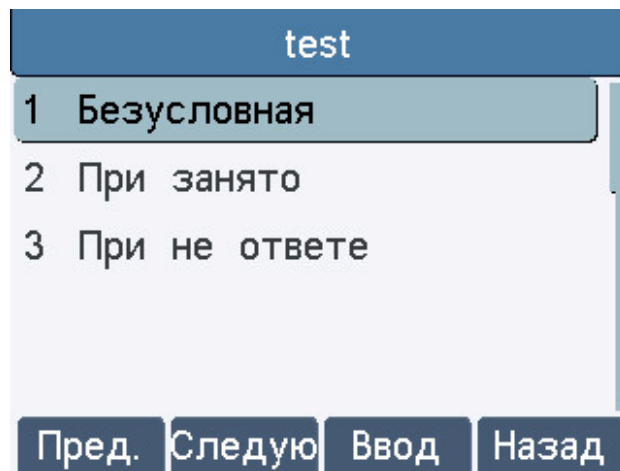 test
1 Безусловная
2 При занято
3 При не ответе
Пред. Следую Ввод Назад